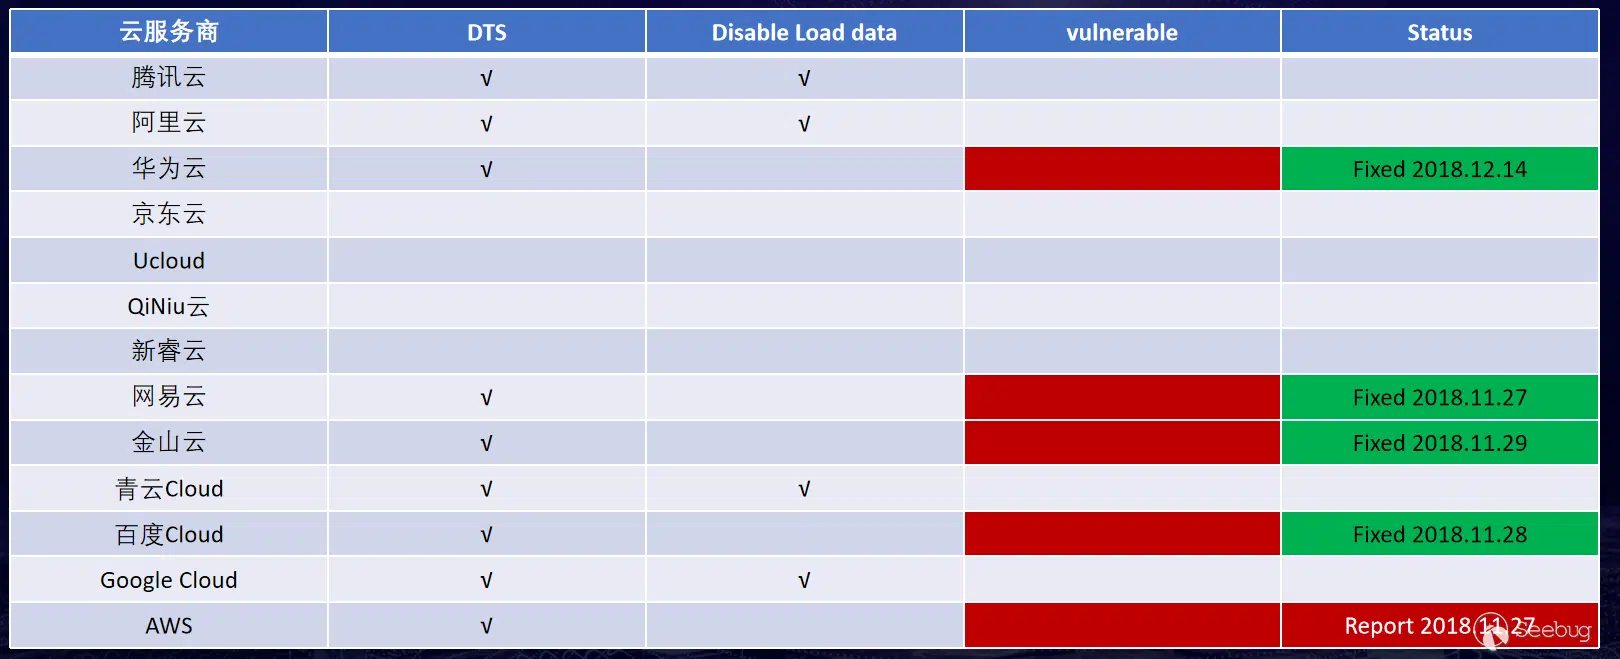 云服务商 DTS Disable Load data vulnerable Status
腾讯云 √ √
阿里云 √ √
华为云 √ Fixed 2018.12.14
京东云
Ucloud
QiNiu云
新睿云
网易云 √ Fixed 2018.11.27
金山云 √ Fixed 2018.11.29
青云Cloud √ √
百度Cloud √ Fixed 2018.11.28
Google Cloud √ √
AWS √ Report 2018.11.27
Seebug